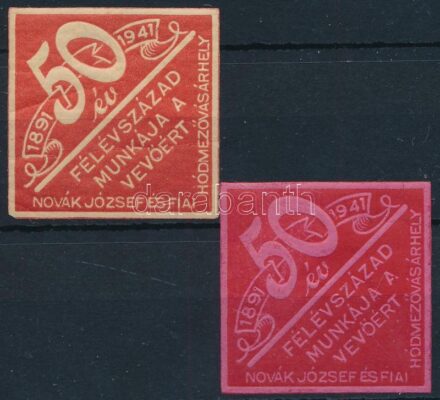 1891 50 1941
év
FÉLÉVSZÁZAD
MUNKÁJA A
VEVŐÉRT
NOVÁK JÓZSEF ÉS FIAI
HÓDMEZŐVÁSÁRHELY
darabanth
1891 50 1941
év
FÉLÉVSZÁZAD
MUNKÁJA A
VEVŐÉRT
NOVÁK JÓZSEF ÉS FIAI
HÓDMEZŐVÁSÁRHELY